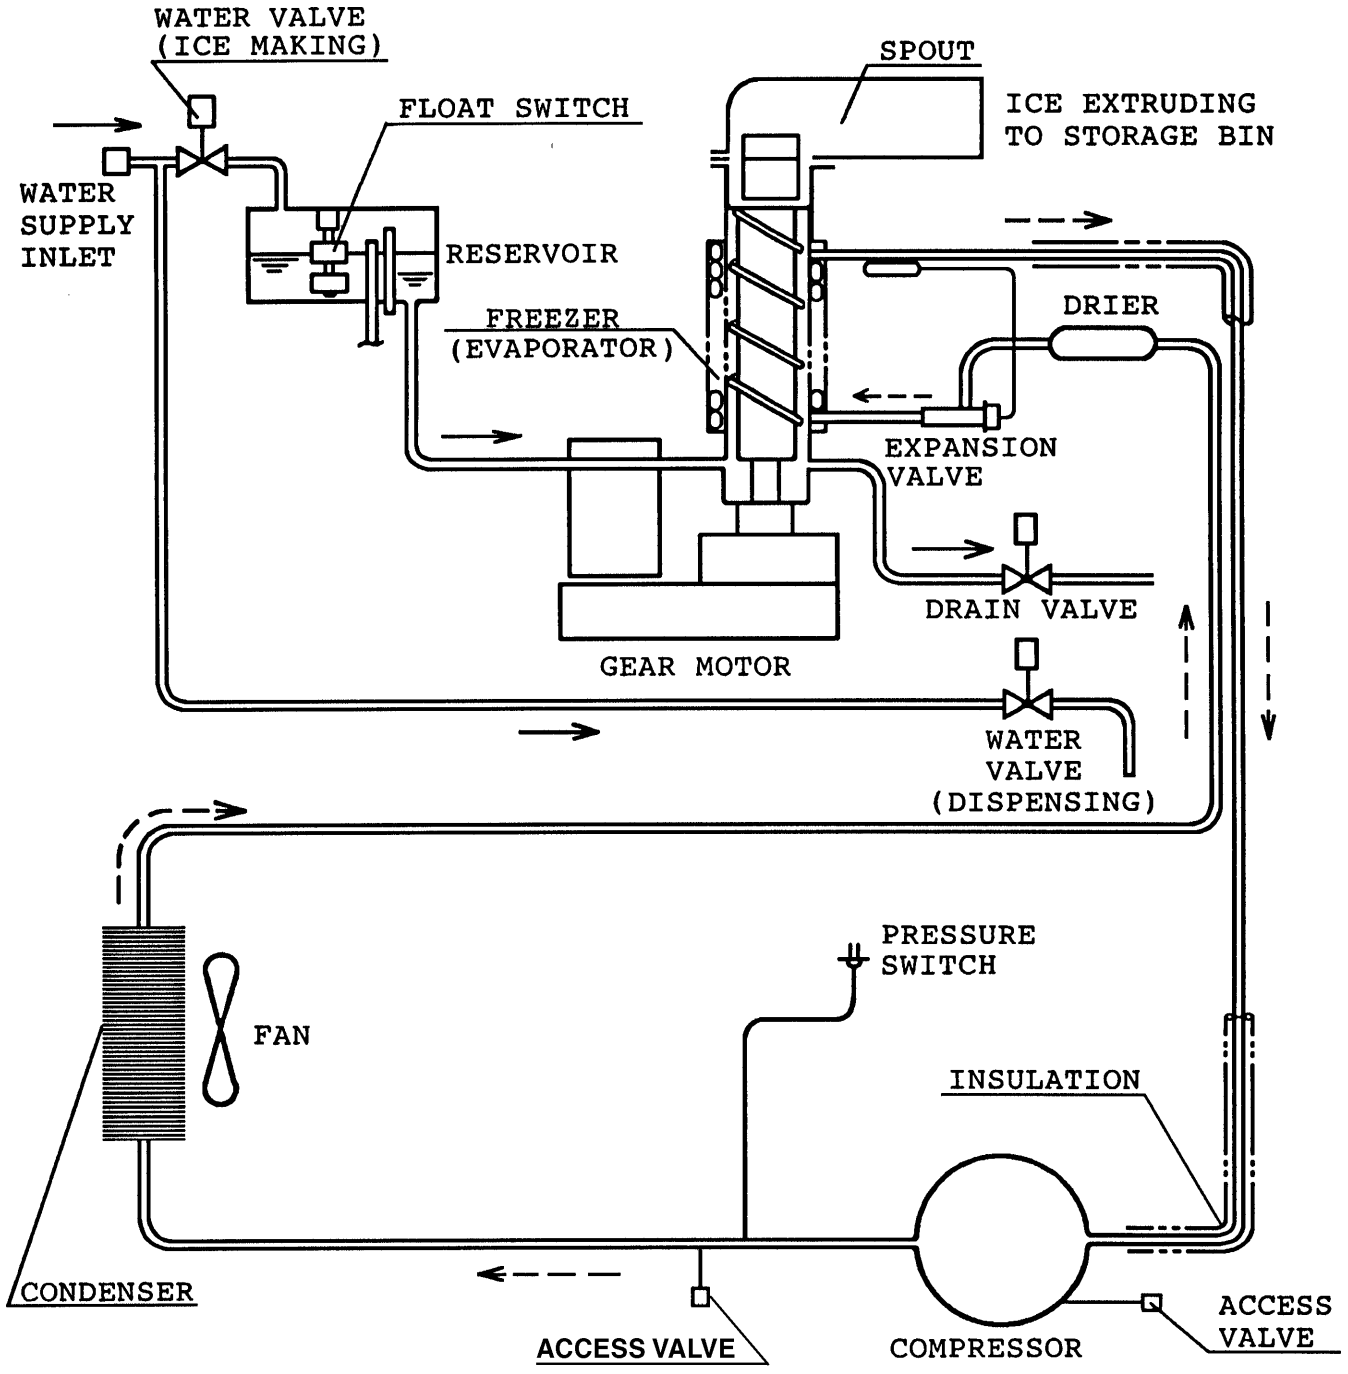 WATER VALVE
(ICE MAKING)
SPOUT
FLOAT SWITCH
ICE EXTRUDING
TO STORAGE BIN
WATER
SUPPLY
INLET
RESERVOIR
FREEZER
(EVAPORATOR)
DRIER
EXPANSION
VALVE
DRAIN VALVE
GEAR MOTOR
WATER
VALVE
(DISPENSING)
PRESSURE
SWITCH
FAN
INSULATION
CONDENSER
ACCESS VALVE
COMPRESSOR
ACCESS
VALVE